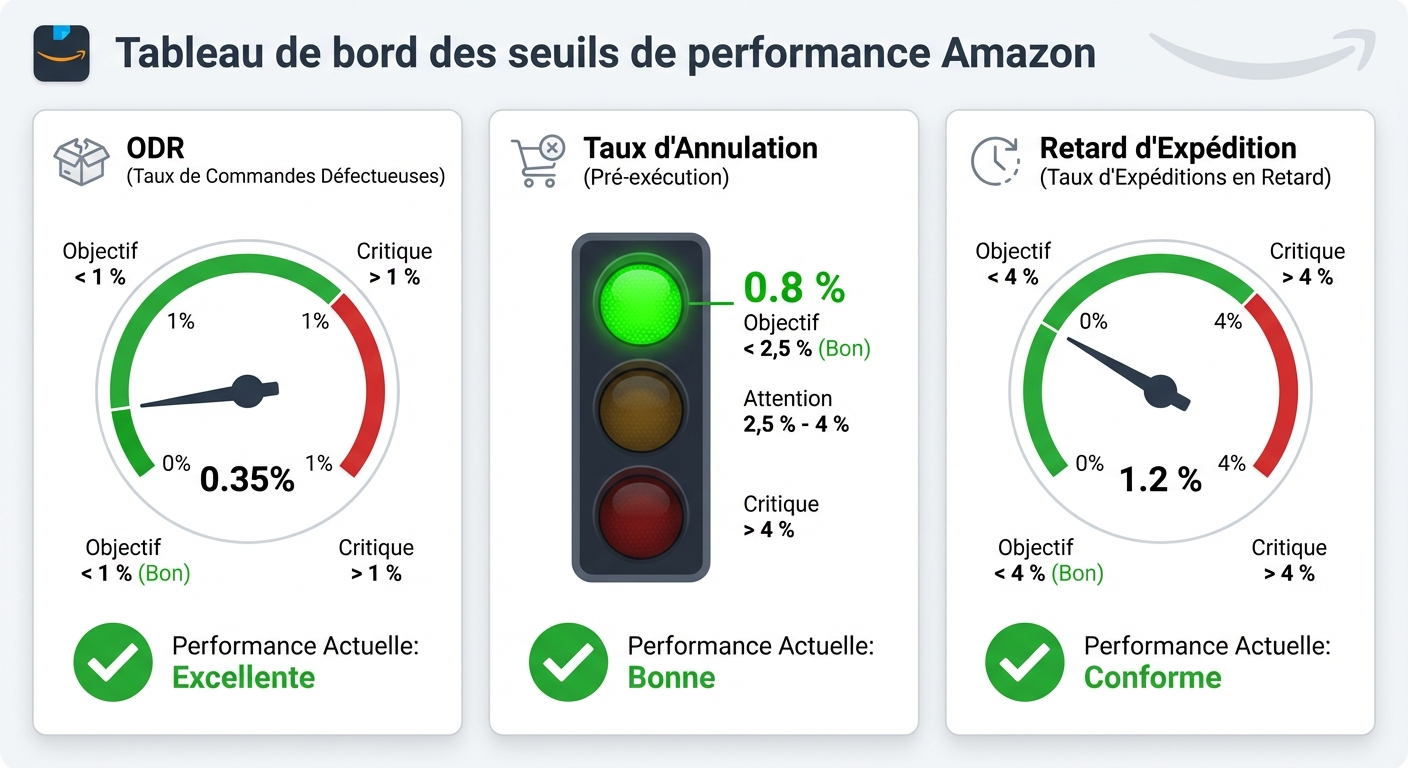 Tableau de bord des seuils de performance Amazon
ODR
(Taux de Commandes Défectueuses)
Objectif
< 1 %
Critique
> 1 %
1%
1%
0%
1%
0.35%
Objectif
< 1 % (Bon)
Critique
> 1 %
Performance Actuelle:
Excellente
Taux d'Annulation
(Pré-exécution)
0.8 %
Objectif
< 2,5 % (Bon)
Attention
2,5 % - 4 %
Critique
> 4 %
Performance Actuelle:
Bonne
Retard d'Expédition
(Taux d'Expéditions en Retard)
Objectif
< 4 %
Critique
> 4 %
0%
4%
0%
4%
1.2 %
Objectif
< 4 % (Bon)
Critique
> 4 %
Performance Actuelle:
Conforme